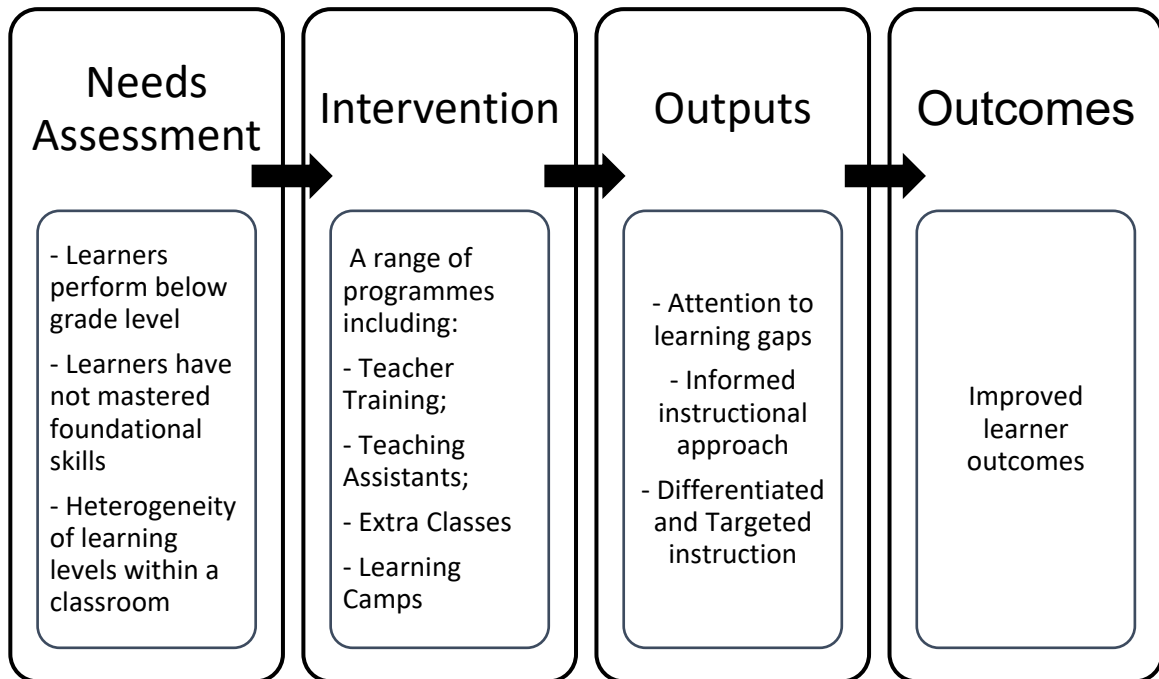 Needs
Assessment
- Learners
perform below
grade level
- Learners have
not mastered
foundational
skills
- Heterogeneity
of learning
levels within a
classroom
Intervention
A range of
programmes
including:
- Teacher
Training;
- Teaching
Assistants;
- Extra Classes
- Learning
Camps
Outputs
- Attention to
learning gaps
- Informed
instructional
approach
- Differentiated
and Targeted
instruction
Outcomes
Improved
learner
outcomes